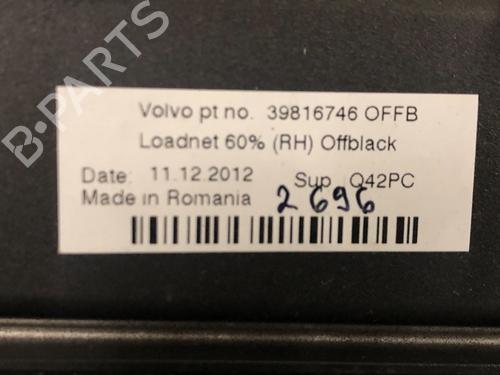 Volvo pt no. 39816746 OFFB
Loadnet 60% (RH) Offblack
Date: 11.12.2012 Sup Q42PC
Made in Romania 2696